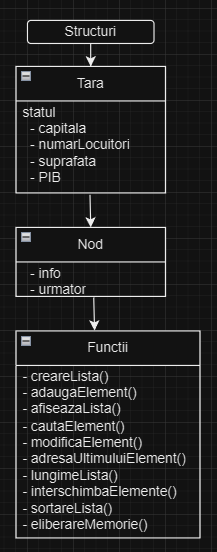 Structuri
Tara
statul
- capitala
- numarLocuitori
- suprafata
- PIB
Nod
- info
- urmator
Functii
- creareLista()
- adaugaElement()
- afiseazaLista()
- cautaElement()
- modificaElement()
- adresaUltimuluiElement()
- lungimeLista()
- interschimbaElemente()
- sortareLista()
- eliberareMemorie()